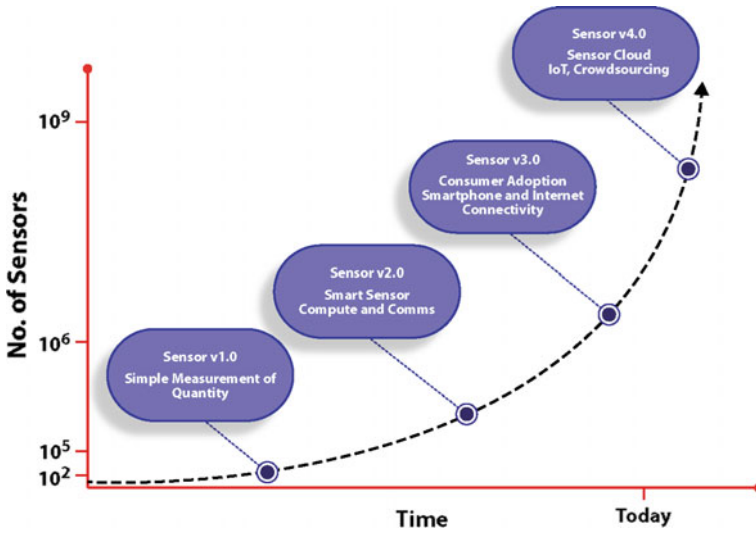 Sensor v4.0
Sensor Cloud
IoT, Crowdsourcing
10⁹
Sensor v3.0
Consumer Adoption
Smartphone and Internet
Connectivity
No. of Sensors
Sensor v2.0
Smart Sensor
Compute and Comms
10⁶
Sensor v1.0
Simple Measurement of
Quantity
10⁵
10²
Time
Today